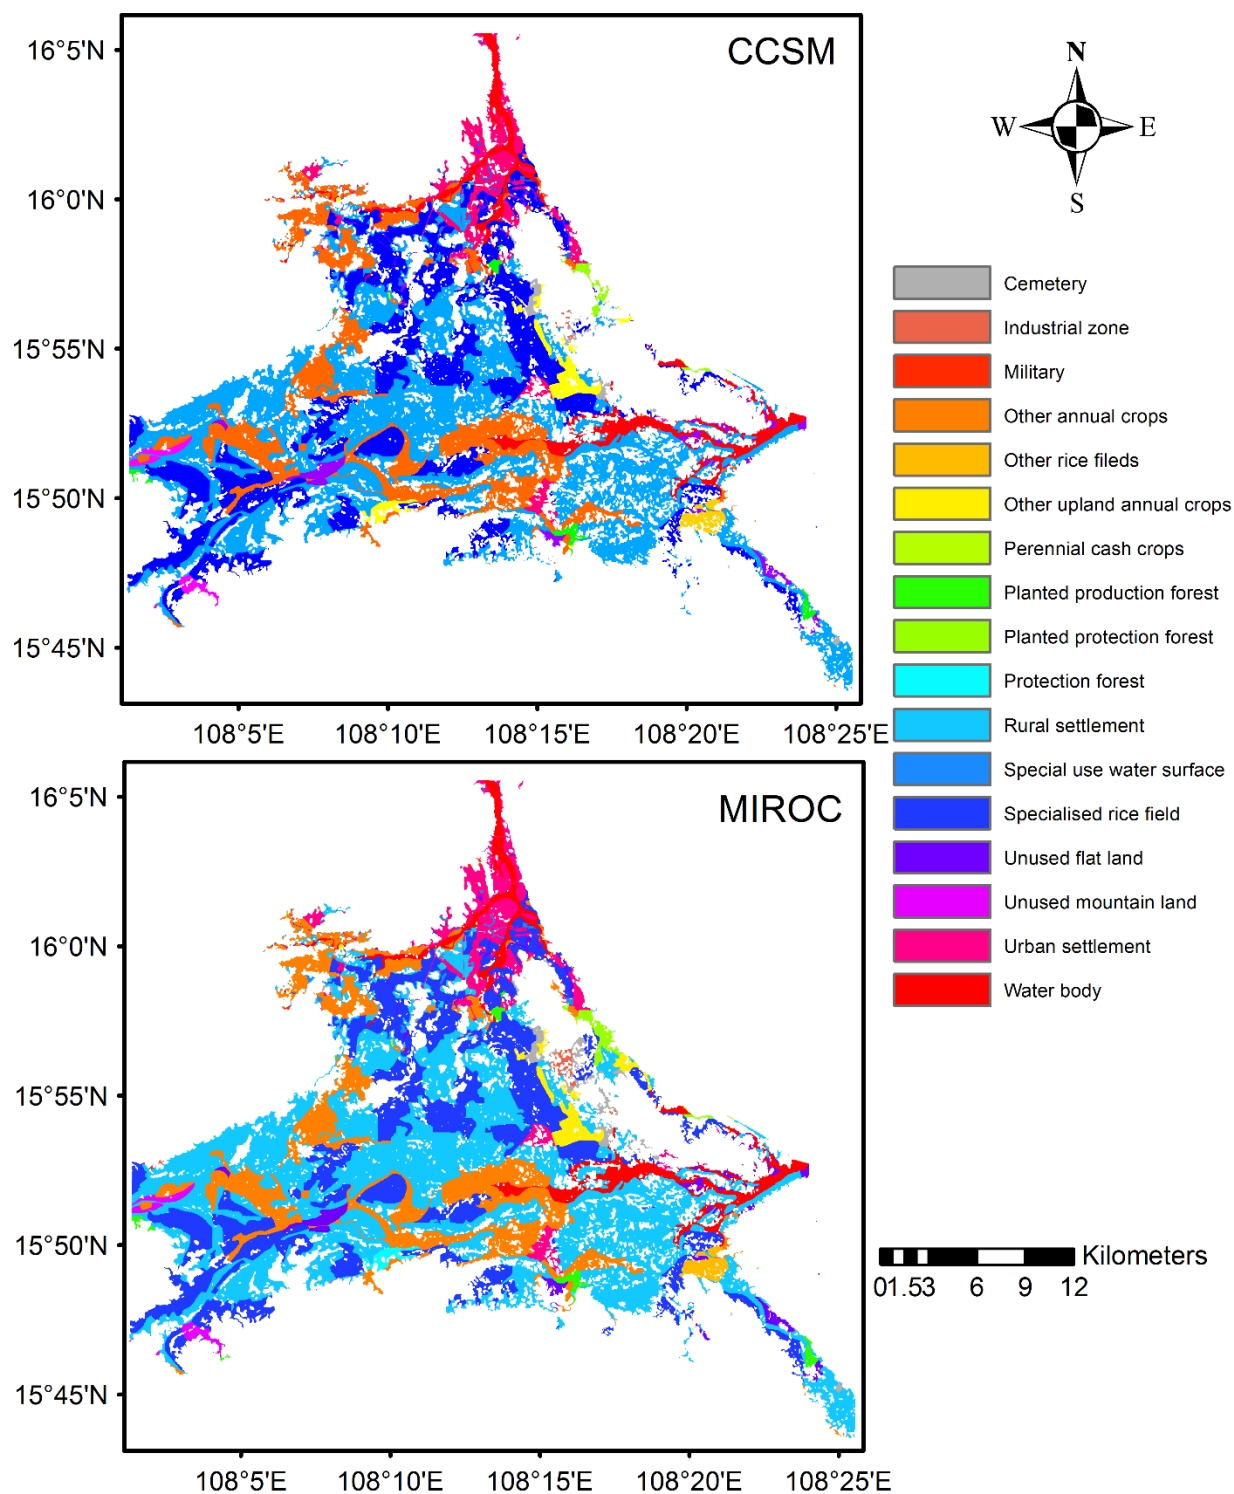 CCSM
16°5'N
16°0'N
15°55'N
15°50'N
15°45'N
108°5'E 108°10'E 108°15'E 108°20'E 108°25'E
N
W E
S
Cemetery
Industrial zone
Military
Other annual crops
Other rice fileds
Other upland annual crops
Perennial cash crops
Planted production forest
Planted protection forest
Protection forest
Rural settlement
Special use water surface
Specialised rice field
Unused flat land
Unused mountain land
Urban settlement
Water body
MIROC
16°5'N
16°0'N
15°55'N
15°50'N
15°45'N
108°5'E 108°10'E 108°15'E 108°20'E 108°25'E
Kilometers
01.53 6 9 12